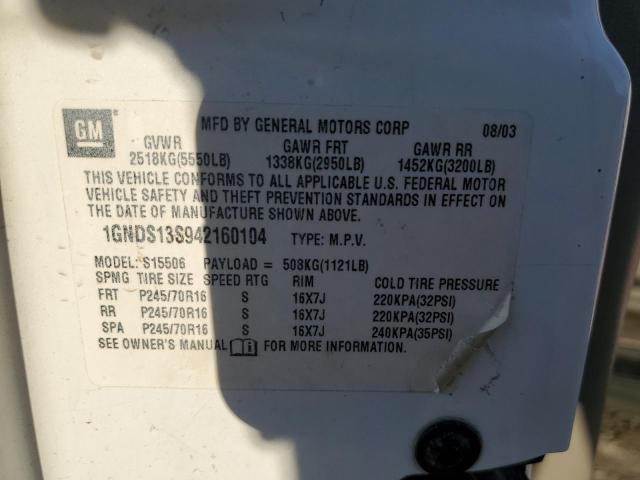 GM
MFD BY GENERAL MOTORS CORP 08/03
GVWR GAWR FRT GAWR RR
2518KG(5550LB) 1338KG(2950LB) 1452KG(3200LB)
THIS VEHICLE CONFORMS TO ALL APPLICABLE U.S. FEDERAL MOTOR
VEHICLE SAFETY AND THEFT PREVENTION STANDARDS IN EFFECT ON
THE DATE OF MANUFACTURE SHOWN ABOVE.
1GNDS13S942160104 TYPE: M.P.V.
MODEL: S15506 PAYLOAD = 508KG(1121LB)
SPMG TIRE SIZE SPEED RTG RIM COLD TIRE PRESSURE
FRT P245/70R16 S 16X7J 220KPA(32PSI)
RR P245/70R16 S 16X7J 220KPA(32PSI)
SPA P245/70R16 S 16X7J 240KPA(35PSI)
SEE OWNER'S MANUAL FOR MORE INFORMATION.